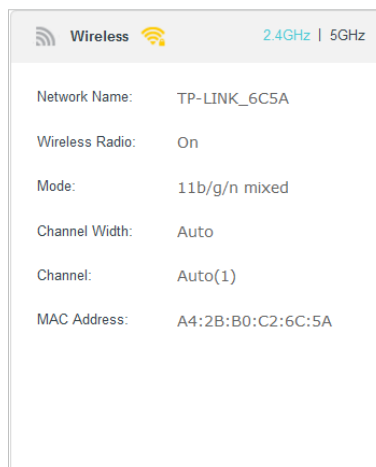 Wireless 2.4GHz | 5GHz
Network Name: TP-LINK_6C5A
Wireless Radio: On
Mode: 11b/g/n mixed
Channel Width: Auto
Channel: Auto(1)
MAC Address: A4:2B:B0:C2:6C:5A